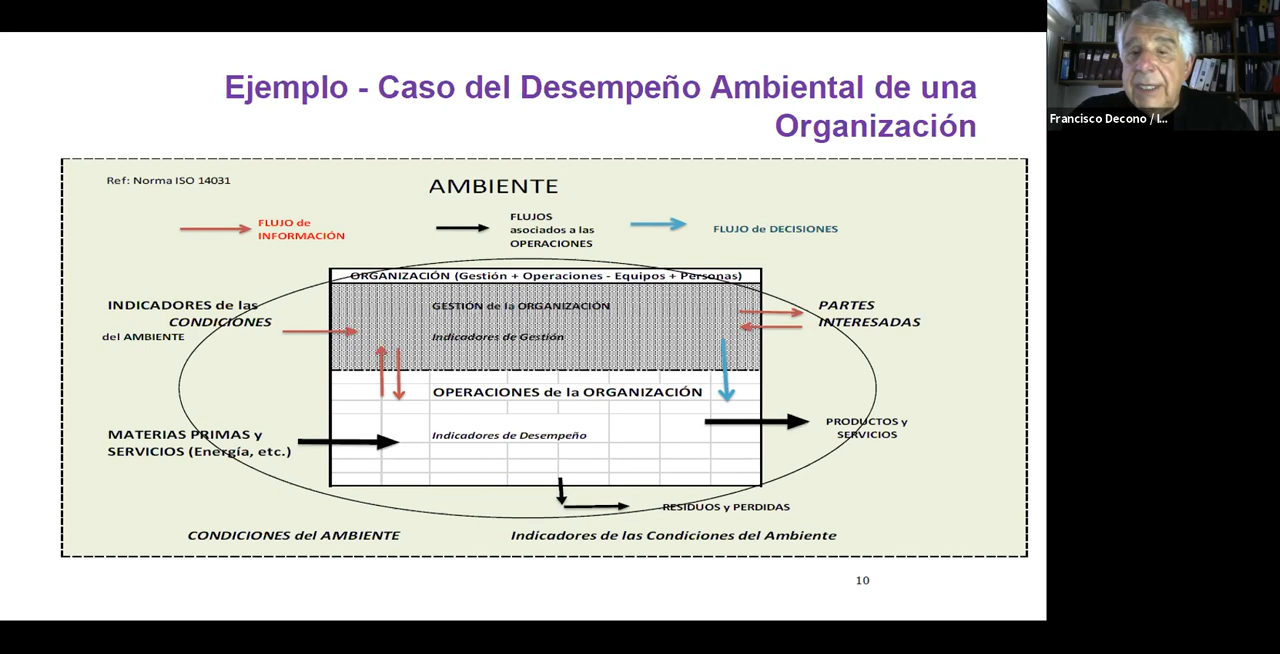 Ejemplo - Caso del Desempeño Ambiental de una
Organización
Francisco Decono / I...
Ref: Norma ISO 14031
AMBIENTE
FLUJO de
INFORMACIÓN
FLUJOS
asociados a las
OPERACIONES
FLUJO de DECISIONES
ORGANIZACIÓN (Gestión + Operaciones - Equipos + Personas)
INDICADORES de las
CONDICIONES
del AMBIENTE
GESTIÓN de la ORGANIZACIÓN
Indicadores de Gestión
PARTES
INTERESADAS
OPERACIONES de la ORGANIZACIÓN
MATERIAS PRIMAS y
SERVICIOS (Energía, etc.)
Indicadores de Desempeño
PRODUCTOS y
SERVICIOS
RESIDUOS y PERDIDAS
CONDICIONES del AMBIENTE
Indicadores de las Condiciones del Ambiente
10